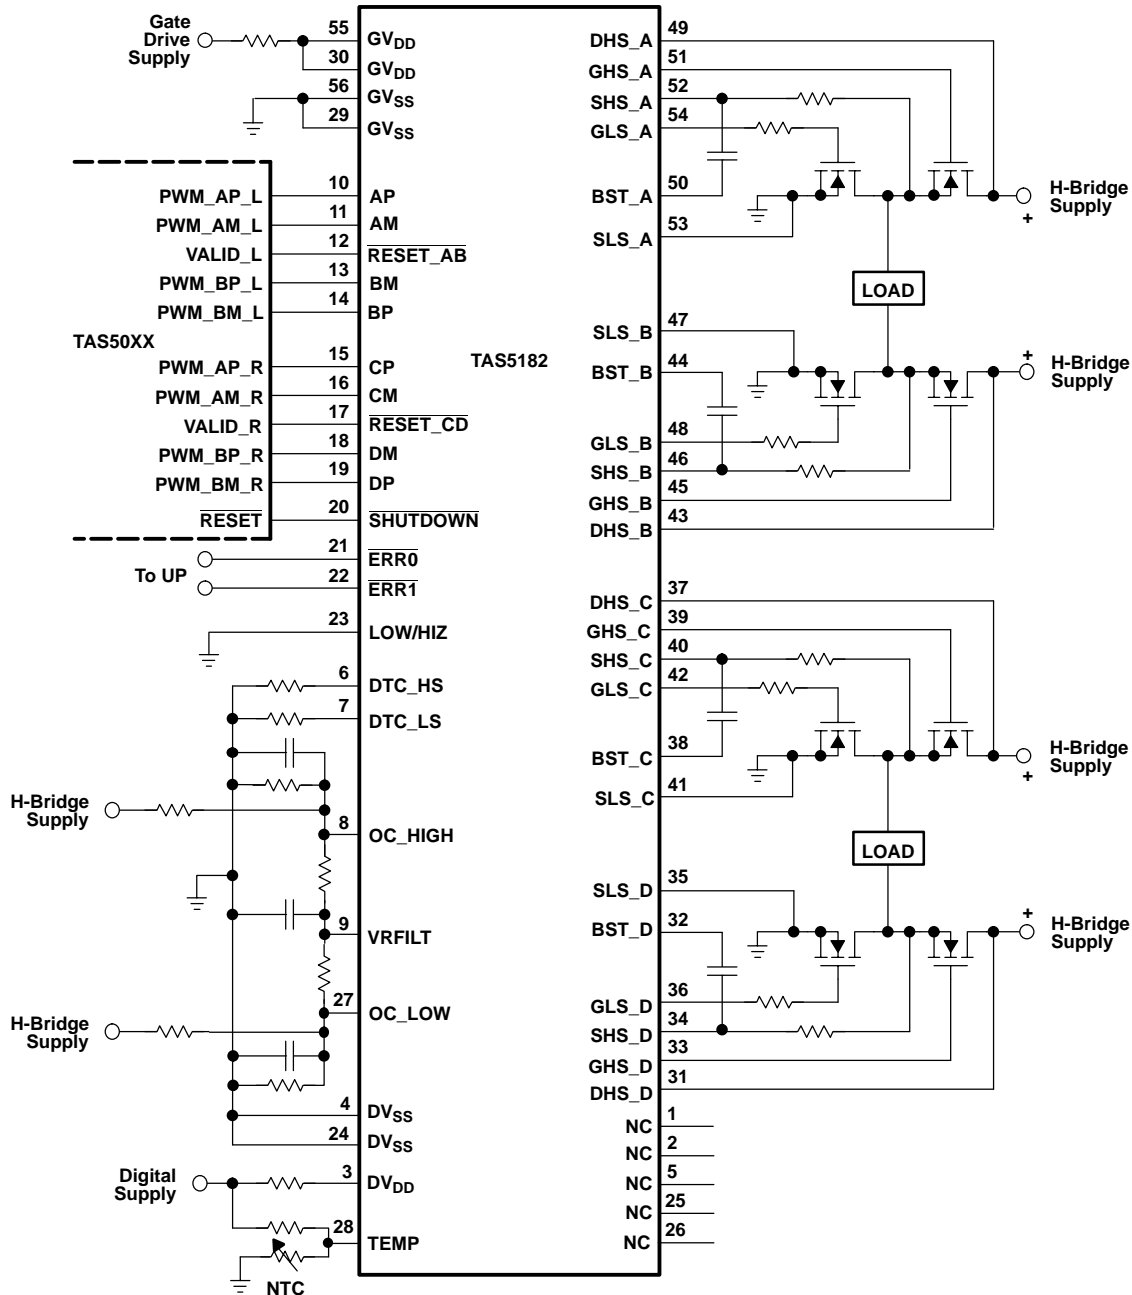 Gate
Drive
Supply
55 GVDD
30 GVDD
56 GVSS
29 GVSS
PWM_AP_L 10 AP
PWM_AM_L 11 AM
VALID_L 12 RESET_AB
PWM_BP_L 13 BM
PWM_BM_L 14 BP
TAS50XX
PWM_AP_R 15 CP
PWM_AM_R 16 CM
VALID_R 17 RESET_CD
PWM_BP_R 18 DM
PWM_BM_R 19 DP
RESET 20 SHUTDOWN
To UP
21 ERR0
22 ERR1
23 LOW/HIZ
6 DTC_HS
7 DTC_LS
H-Bridge
Supply
8 OC_HIGH
9 VRFILT
27 OC_LOW
H-Bridge
Supply
4 DVSS
24 DVSS
Digital
Supply
3 DVDD
28 TEMP
NTC
TAS5182
DHS_A 49
GHS_A 51
SHS_A 52
GLS_A 54
BST_A 50
SLS_A 53
H-Bridge
Supply
+
LOAD
SLS_B 47
BST_B 44
GLS_B 48
SHS_B 46
GHS_B 45
DHS_B 43
+
H-Bridge
Supply
DHS_C 37
GHS_C 39
SHS_C 40
GLS_C 42
BST_C 38
SLS_C 41
H-Bridge
Supply
+
LOAD
SLS_D 35
BST_D 32
GLS_D 36
SHS_D 34
GHS_D 33
DHS_D 31
+
H-Bridge
Supply
NC 1
NC 2
NC 5
NC 25
NC 26